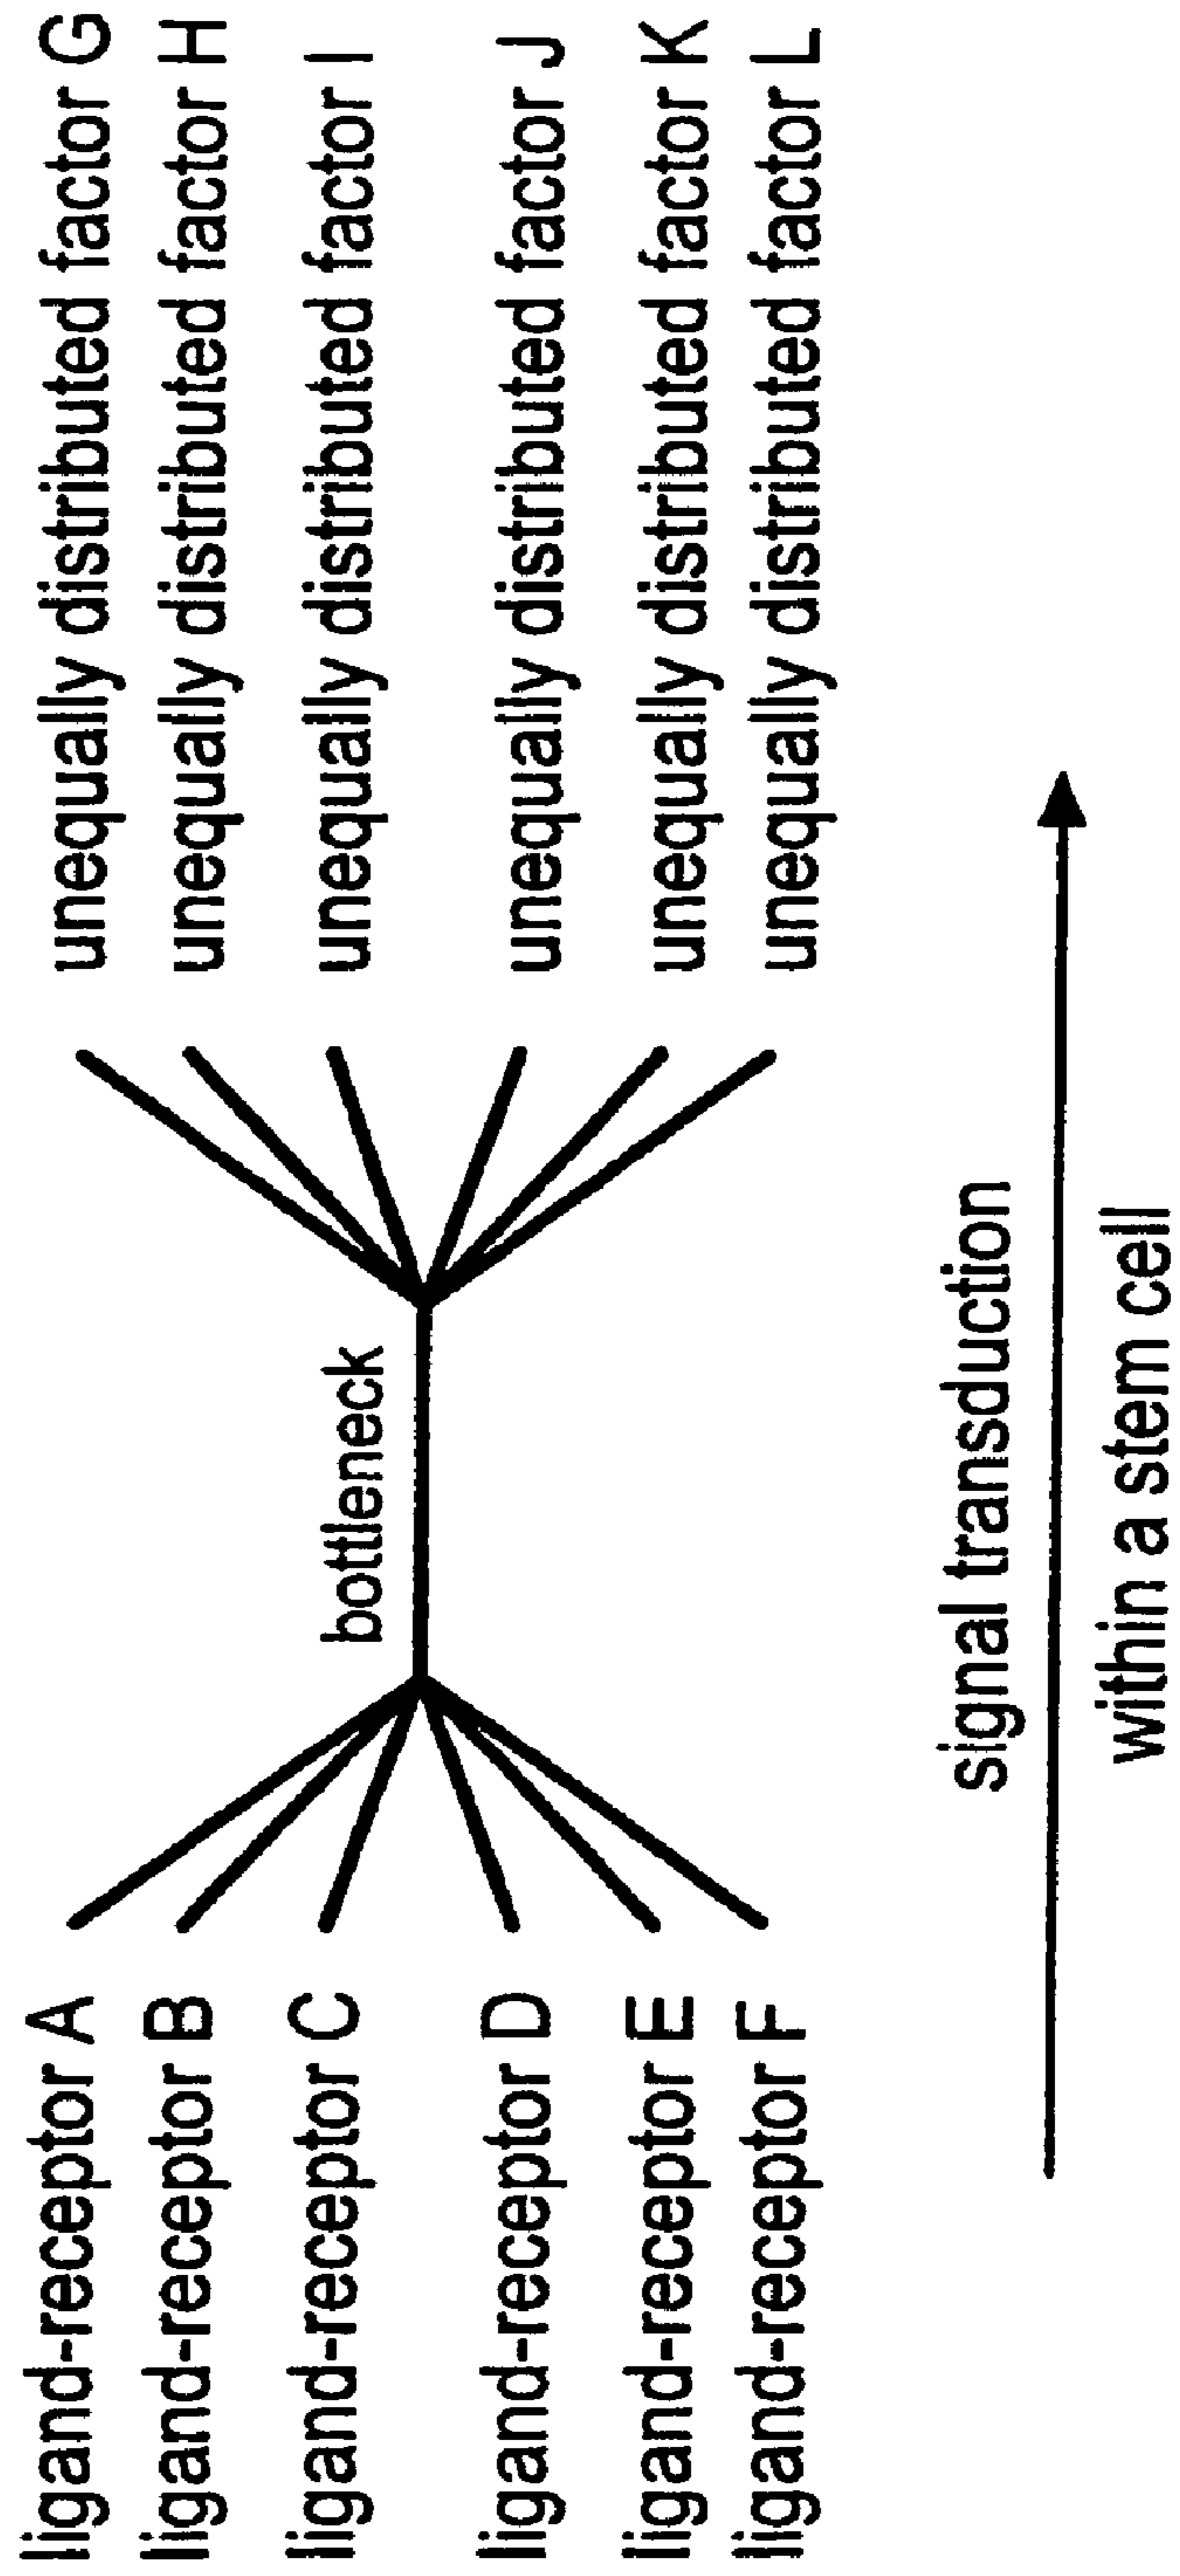 ligand-receptor A
ligand-receptor B
ligand-receptor C
ligand-receptor D
ligand-receptor E
ligand-receptor F
bottleneck
unequally distributed factor G
unequally distributed factor H
unequally distributed factor I
unequally distributed factor J
unequally distributed factor K
unequally distributed factor L
signal transduction
within a stem cell